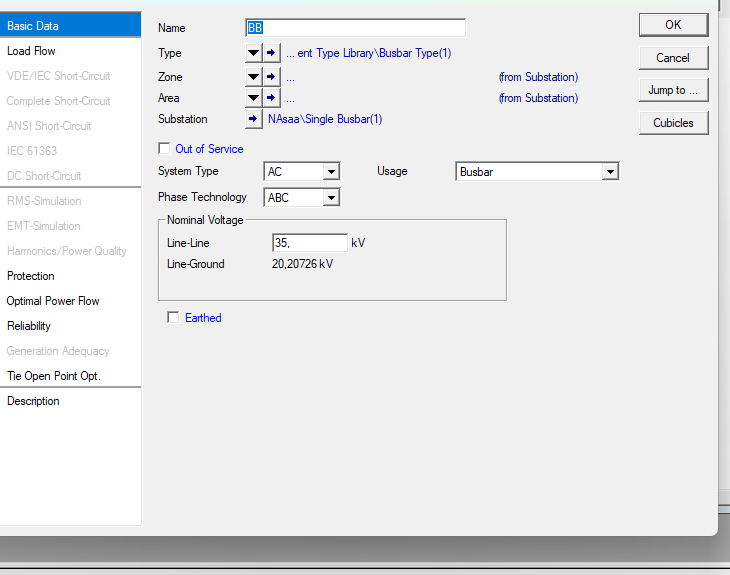 Basic Data
Load Flow
VDE/IEC Short-Circuit
Complete Short-Circuit
ANSI Short-Circuit
IEC 61363
DC Short-Circuit
RMS-Simulation
EMT-Simulation
Harmonics/Power Quality
Protection
Optimal Power Flow
Reliability
Generation Adequacy
Tie Open Point Opt.
Description
Name BB
Type ... ent Type Library\Busbar Type(1)
Zone ... (from Substation)
Area ... (from Substation)
Substation NAsaa\Single Busbar(1)
Out of Service
System Type AC Usage Busbar
Phase Technology ABC
Nominal Voltage
Line-Line 35, kV
Line-Ground 20,20726 kV
Earthed
OK
Cancel
Jump to ...
Cubicles